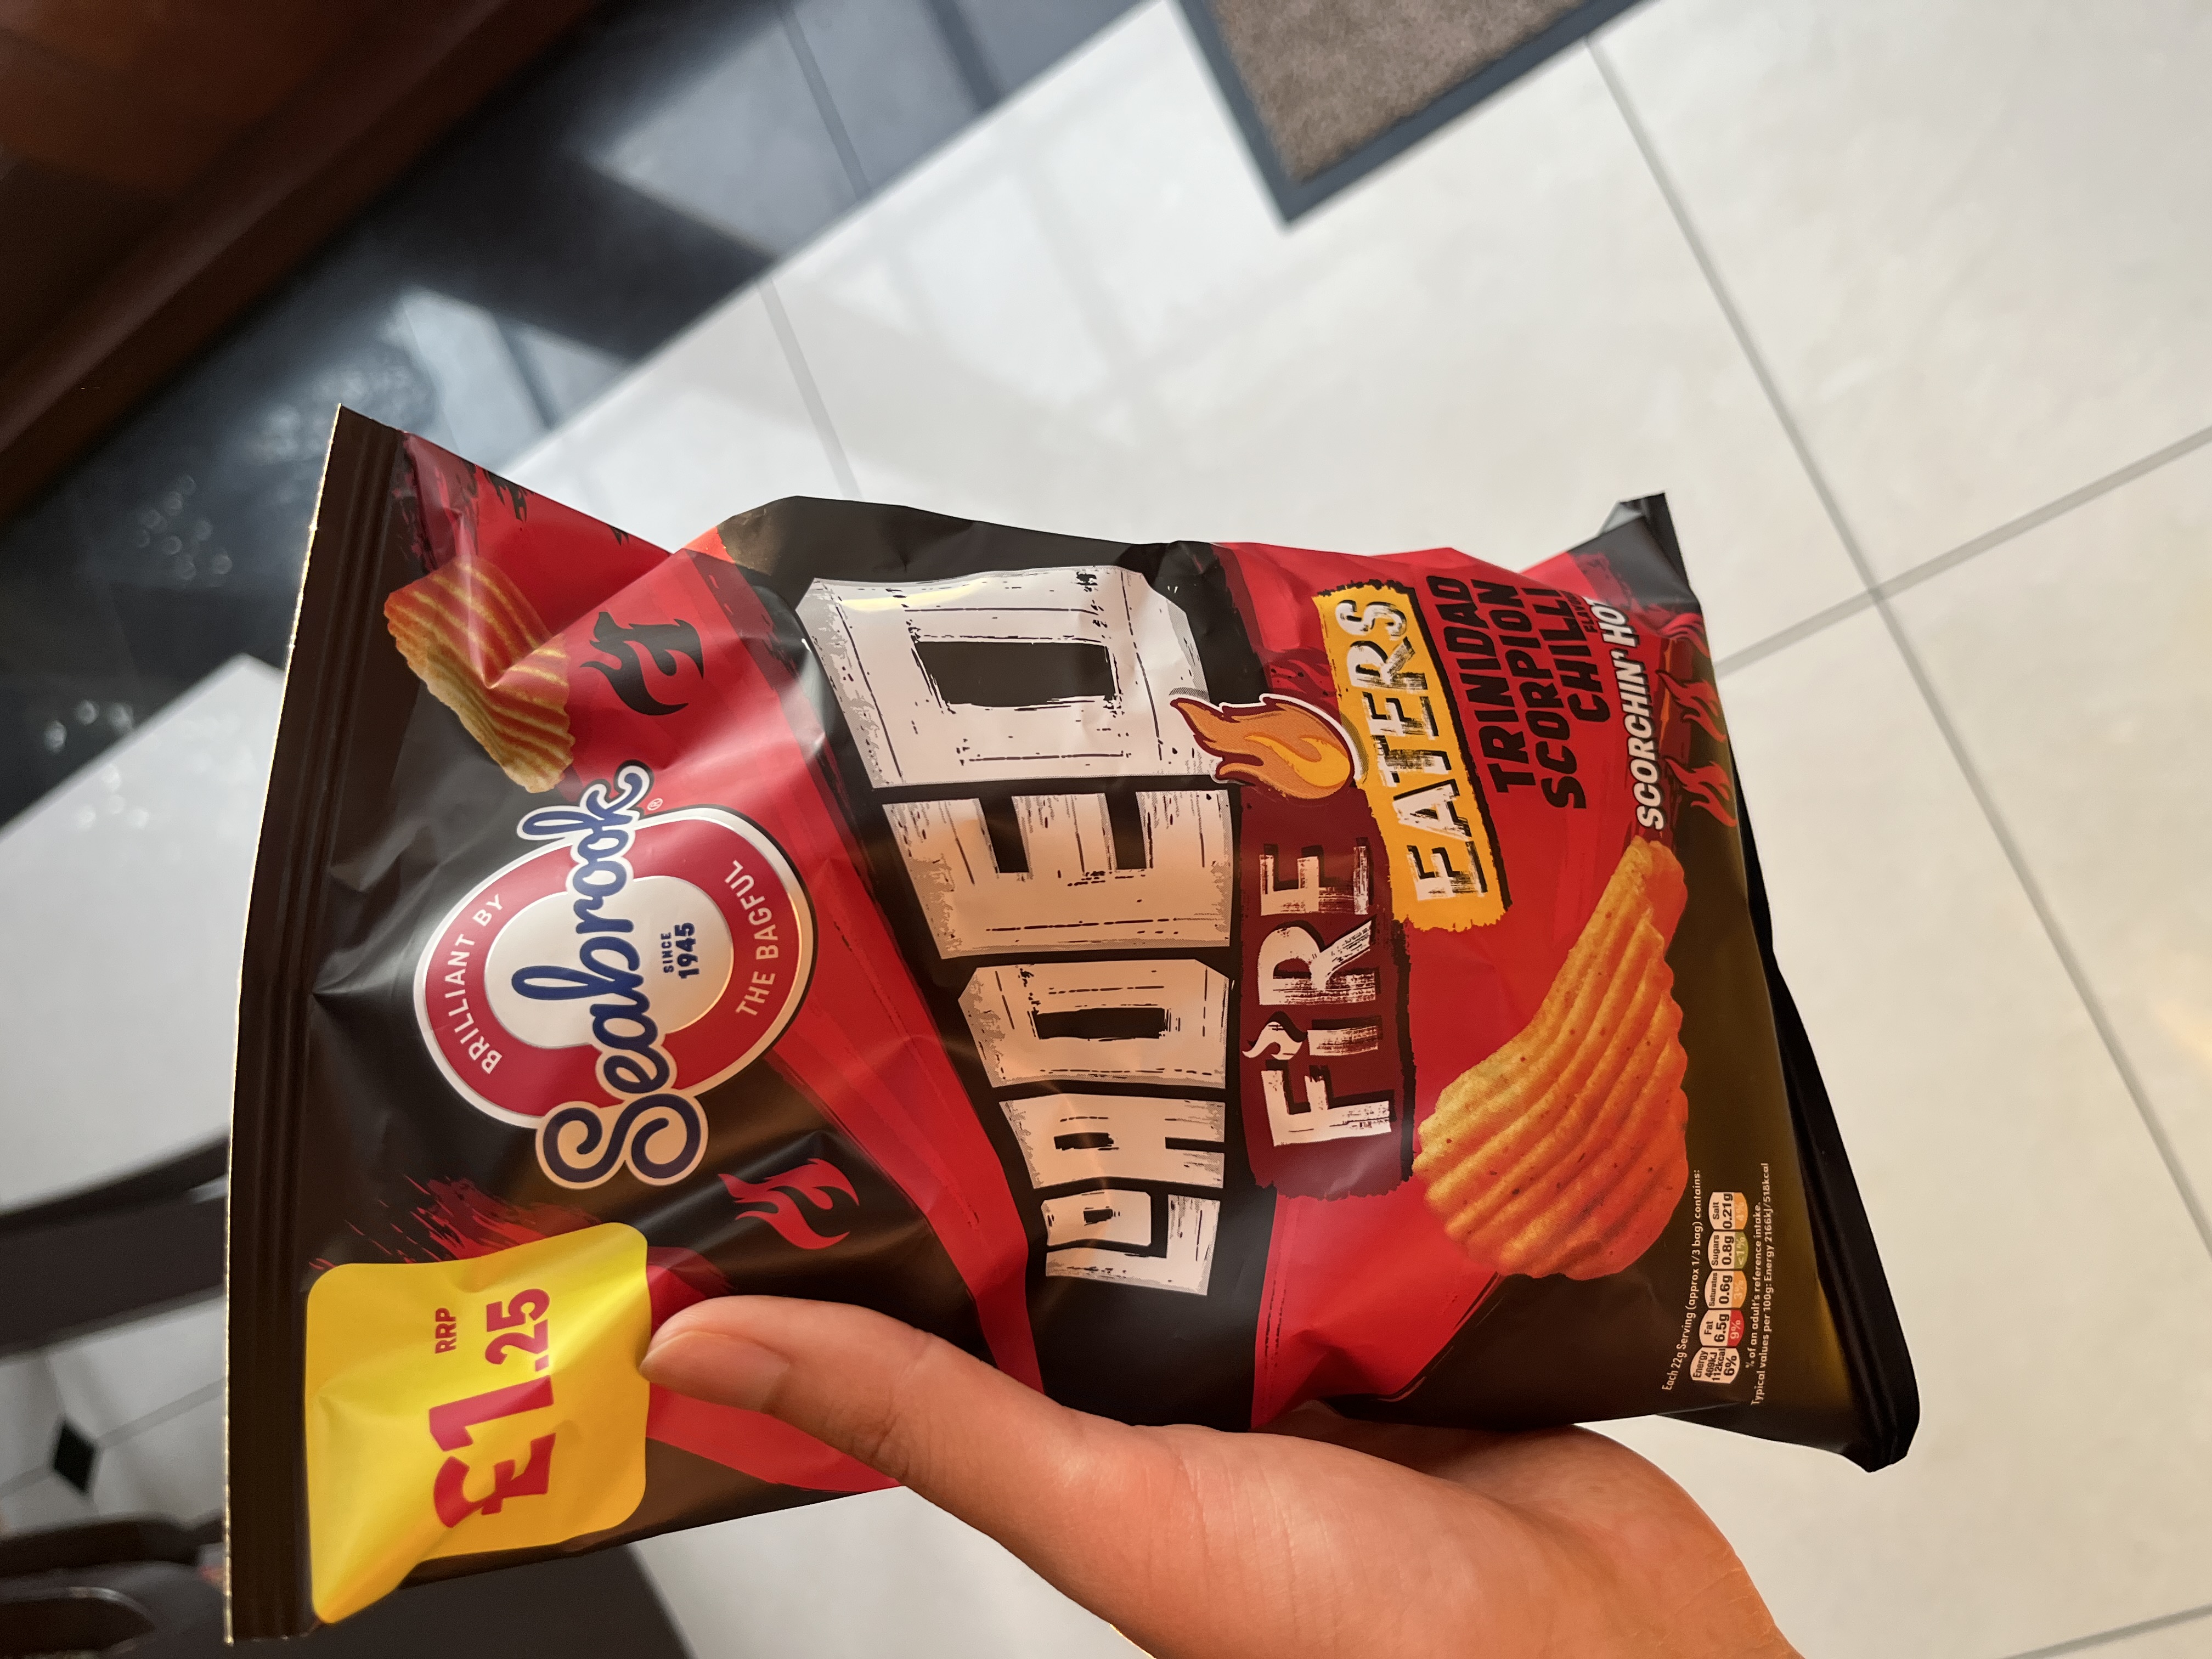 £1.25 RRP
BRILLIANT BY
Seabrook®
SINCE
1945
THE BAGFUL
LOADED
FiRE
EATERS
TRINIDAD
SCORPION
CHILLI
FLAVOUR
SCORCHIN' HOT
Each 22g Serving (approx 1/3 bag) contains:
Energy 469kJ 112kcal 6%
Fat 6.5g 9%
Saturates 0.6g 3%
Sugars 0.8g <1%
Salt 0.21g 4%
% of an adult's reference intake.
Typical values per 100g: Energy 2166kJ/518kcal